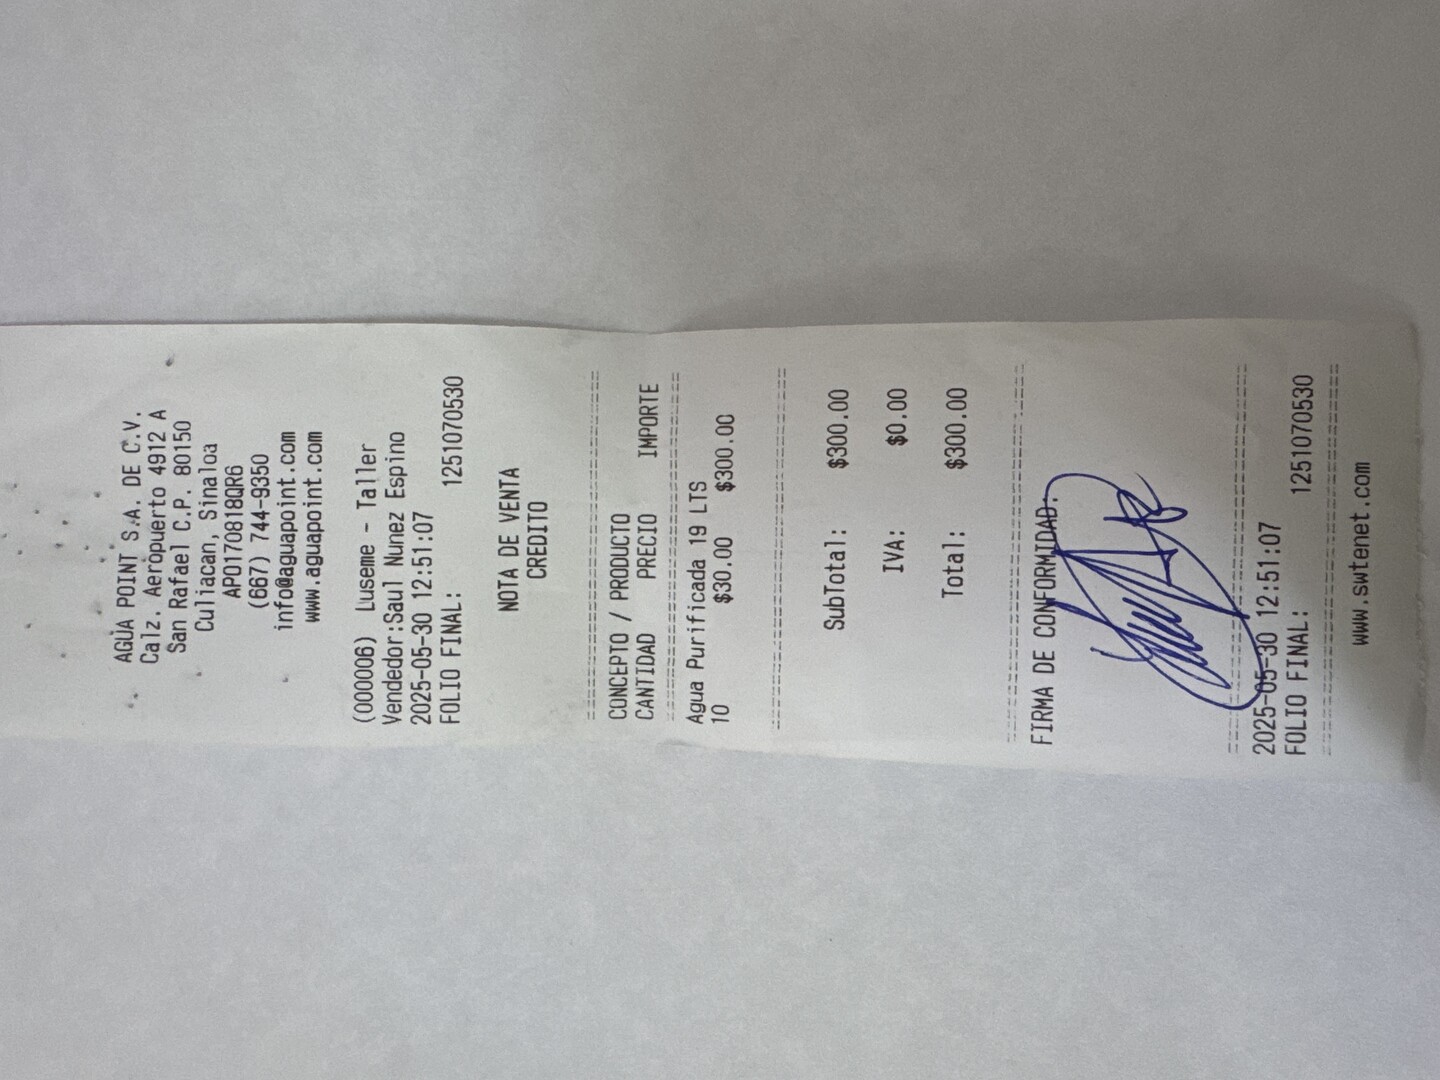 AGUA POINT S.A. DE C.V.
Calz. Aeropuerto 4912 A
San Rafael C.P. 80150
Culiacan, Sinaloa
APO170818QR6
(667) 744-9350
info@aguapoint.com
www.aguapoint.com
(000006) Luseme - Taller
Vendedor:Saul Nunez Espino
2025-05-30 12:51:07
FOLIO FINAL: 1251070530
NOTA DE VENTA
CREDITO
CONCEPTO / PRODUCTO
CANTIDAD PRECIO IMPORTE
Agua Purificada 19 LTS
10 $30.00 $300.00
SubTotal: $300.00
IVA: $0.00
Total: $300.00
FIRMA DE CONFORMIDAD:
2025-05-30 12:51:07
FOLIO FINAL: 1251070530
www.swtenet.com